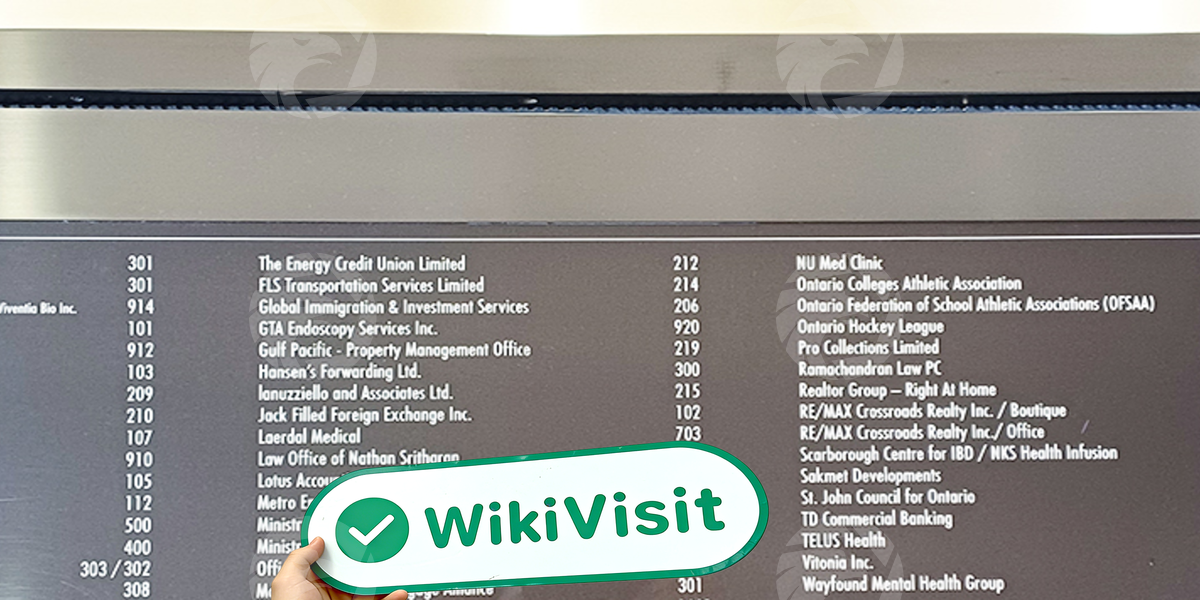 301 The Energy Credit Union Limited 212 NU Med Clinic
301 FLS Transportation Services Limited 214 Ontario Colleges Athletic Association
Viventia Bio Inc. 914 Global Immigration & Investment Services 206 Ontario Federation of School Athletic Associations (OFSAA)
101 GTA Endoscopy Services Inc. 920 Ontario Hockey League
912 Gulf Pacific - Property Management Office 219 Pro Collections Limited
103 Hansen's Forwarding Ltd. 300 Ramachandran Law PC
209 Ianuzziello and Associates Ltd. 215 Realtor Group – Right At Home
210 Jack Filled Foreign Exchange Inc. 102 RE/MAX Crossroads Realty Inc. / Boutique
107 Laerdal Medical 703 RE/MAX Crossroads Realty Inc./ Office
910 Law Office of Nathan Sritharan Scarborough Centre for IBD / NKS Health Infusion
105 Lotus Sakmet Developments
112 Metro St. John Council for Ontario
500 TD Commercial Banking
400 TELUS Health
303 / 302 Vitonia Inc.
308 Alliance 301 Wayfound Mental Health Group
WikiVisit